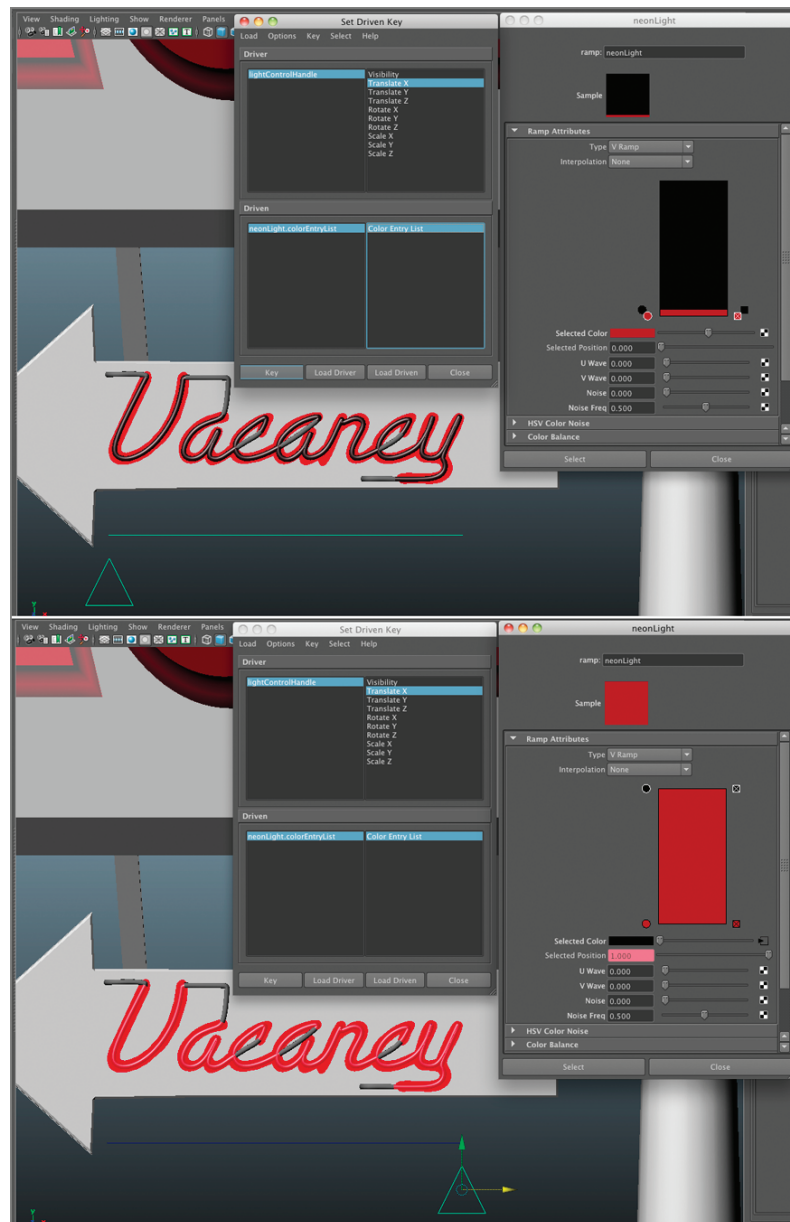 View Shading Lighting Show Renderer Panels
Set Driven Key
Load Options Key Select Help
Driver
lightControlHandle
Visibility
Translate X
Translate Y
Translate Z
Rotate X
Rotate Y
Rotate Z
Scale X
Scale Y
Scale Z
Driven
neonLight.colorEntryList
Color Entry List
Key Load Driver Load Driven Close
neonLight
ramp: neonLight
Sample
Ramp Attributes
Type V Ramp
Interpolation None
Selected Color
Selected Position 0.000
U Wave 0.000
V Wave 0.000
Noise 0.000
Noise Freq 0.500
HSV Color Noise
Color Balance
Select Close
Vacancy
Y
View Shading Lighting Show Renderer Panels
Set Driven Key
Load Options Key Select Help
Driver
lightControlHandle
Visibility
Translate X
Translate Y
Translate Z
Rotate X
Rotate Y
Rotate Z
Scale X
Scale Y
Scale Z
Driven
neonLight.colorEntryList
Color Entry List
Key Load Driver Load Driven Close
neonLight
ramp: neonLight
Sample
Ramp Attributes
Type V Ramp
Interpolation None
Selected Color
Selected Position 1.000
U Wave 0.000
V Wave 0.000
Noise 0.000
Noise Freq 0.500
HSV Color Noise
Color Balance
Select Close
Vacancy
Y